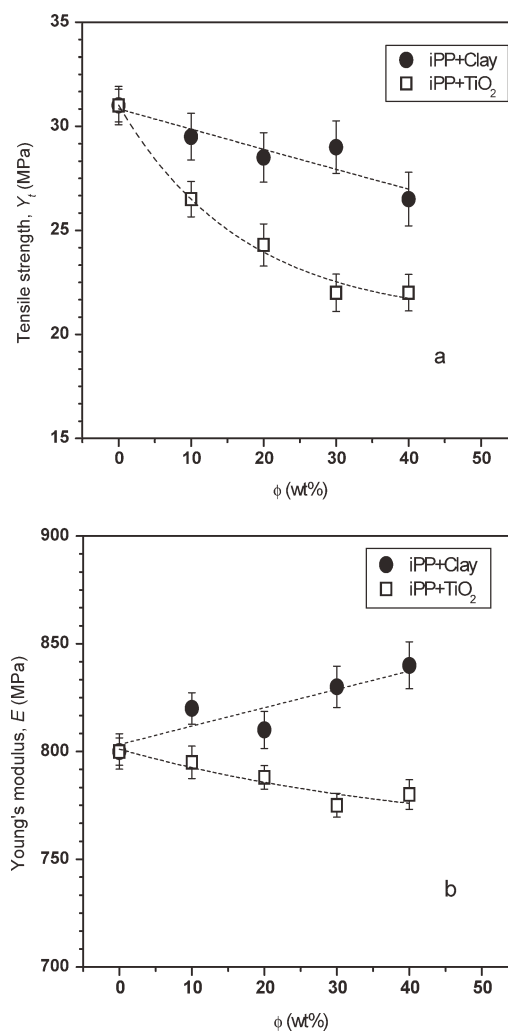 35
30
25
20
15
Tensile strength, Yₜ (MPa)
iPP+Clay
iPP+TiO₂
a
0 10 20 30 40 50
ϕ (wt%)
900
850
800
750
700
Young's modulus, E (MPa)
iPP+Clay
iPP+TiO₂
b
0 10 20 30 40 50
ϕ (wt%)